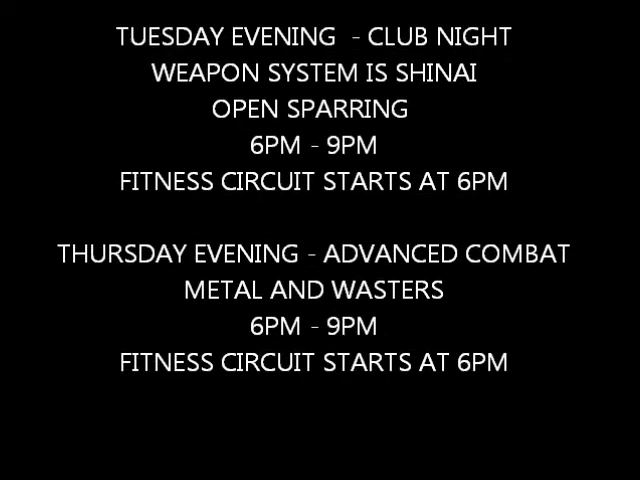 TUESDAY EVENING  - CLUB NIGHT
WEAPON SYSTEM IS SHINAI
OPEN SPARRING
6PM - 9PM
FITNESS CIRCUIT STARTS AT 6PM
THURSDAY EVENING - ADVANCED COMBAT
METAL AND WASTERS
6PM - 9PM
FITNESS CIRCUIT STARTS AT 6PM